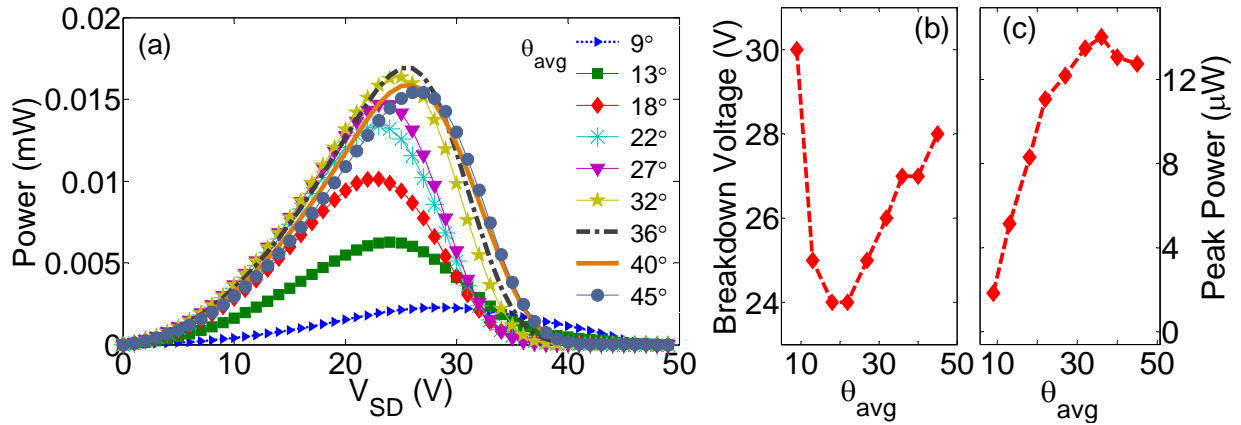 (a)
θavg
9°
13°
18°
22°
27°
32°
36°
40°
45°
Power (mW)
0.02
0.015
0.01
0.005
0
0 10 20 30 40 50
VSD (V)
(b)
Breakdown Voltage (V)
30
28
26
24
10 30 50
θavg
(c)
12
8
4
0
Peak Power (μW)
10 30 50
θavg